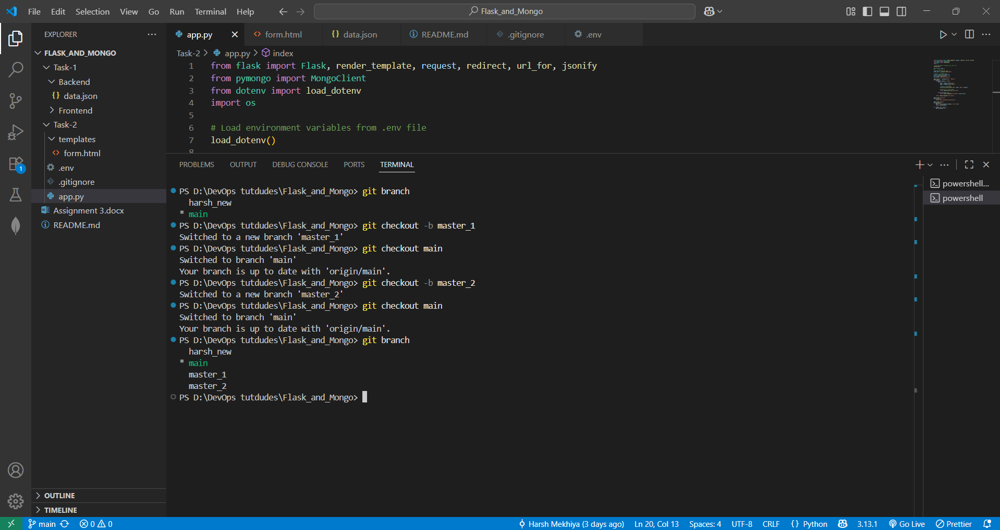 File Edit Selection View Go Run Terminal Help
Flask_and_Mongo
EXPLORER
FLASK_AND_MONGO
Task-1
Backend
{} data.json
Frontend
Task-2
templates
<> form.html
.env
.gitignore
app.py
Assignment 3.docx
README.md
OUTLINE
TIMELINE
1
app.py
<> form.html
{} data.json
README.md
.gitignore
.env
Task-2 > app.py > index
1 from flask import Flask, render_template, request, redirect, url_for, jsonify
2 from pymongo import MongoClient
3 from dotenv import load_dotenv
4 import os
5
6 # Load environment variables from .env file
7 load_dotenv()
8
PROBLEMS OUTPUT DEBUG CONSOLE PORTS TERMINAL
PS D:\DevOps tutdudes\Flask_and_Mongo> git branch
harsh_new
* main
PS D:\DevOps tutdudes\Flask_and_Mongo> git checkout -b master_1
Switched to a new branch 'master_1'
PS D:\DevOps tutdudes\Flask_and_Mongo> git checkout main
Switched to branch 'main'
Your branch is up to date with 'origin/main'.
PS D:\DevOps tutdudes\Flask_and_Mongo> git checkout -b master_2
Switched to a new branch 'master_2'
PS D:\DevOps tutdudes\Flask_and_Mongo> git checkout main
Switched to branch 'main'
Your branch is up to date with 'origin/main'.
PS D:\DevOps tutdudes\Flask_and_Mongo> git branch
harsh_new
* main
master_1
master_2
PS D:\DevOps tutdudes\Flask_and_Mongo>
powershell...
powershell
main 0 0 Harsh Mekhiya (3 days ago) Ln 20, Col 13 Spaces: 4 UTF-8 CRLF {} Python 3.13.1 Go Live Prettier